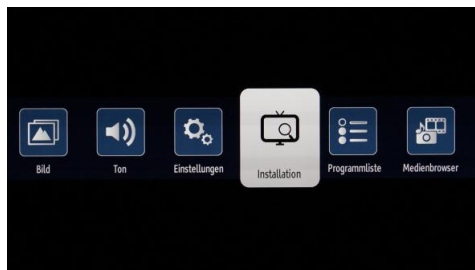 Bild
Ton
Einstellungen
Installation
Programmliste
Medienbrowser